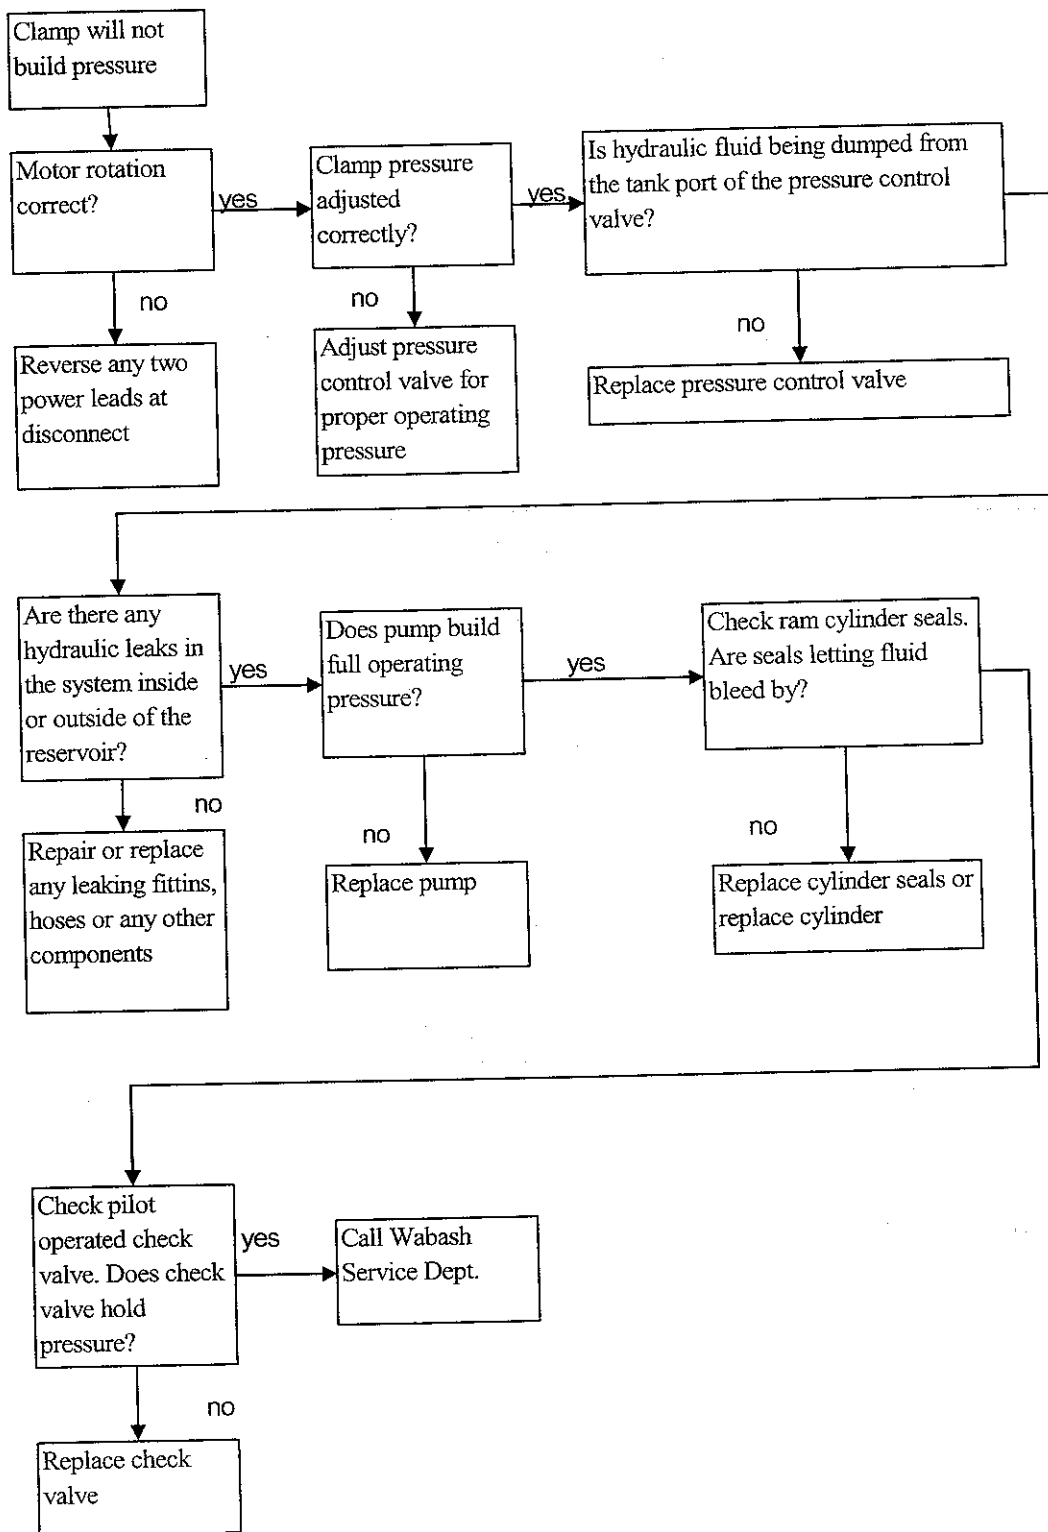 Clamp will not
build pressure
Motor rotation
correct?
yes
Clamp pressure
adjusted
correctly?
yes
Is hydraulic fluid being dumped from
the tank port of the pressure control
valve?
no
Reverse any two
power leads at
disconnect
no
Adjust pressure
control valve for
proper operating
pressure
no
Replace pressure control valve
Are there any
hydraulic leaks in
the system inside
or outside of the
reservoir?
yes
Does pump build
full operating
pressure?
yes
Check ram cylinder seals.
Are seals letting fluid
bleed by?
no
Repair or replace
any leaking fittins,
hoses or any other
components
no
Replace pump
no
Replace cylinder seals or
replace cylinder
Check pilot
operated check
valve. Does check
valve hold
pressure?
yes
Call Wabash
Service Dept.
no
Replace check
valve